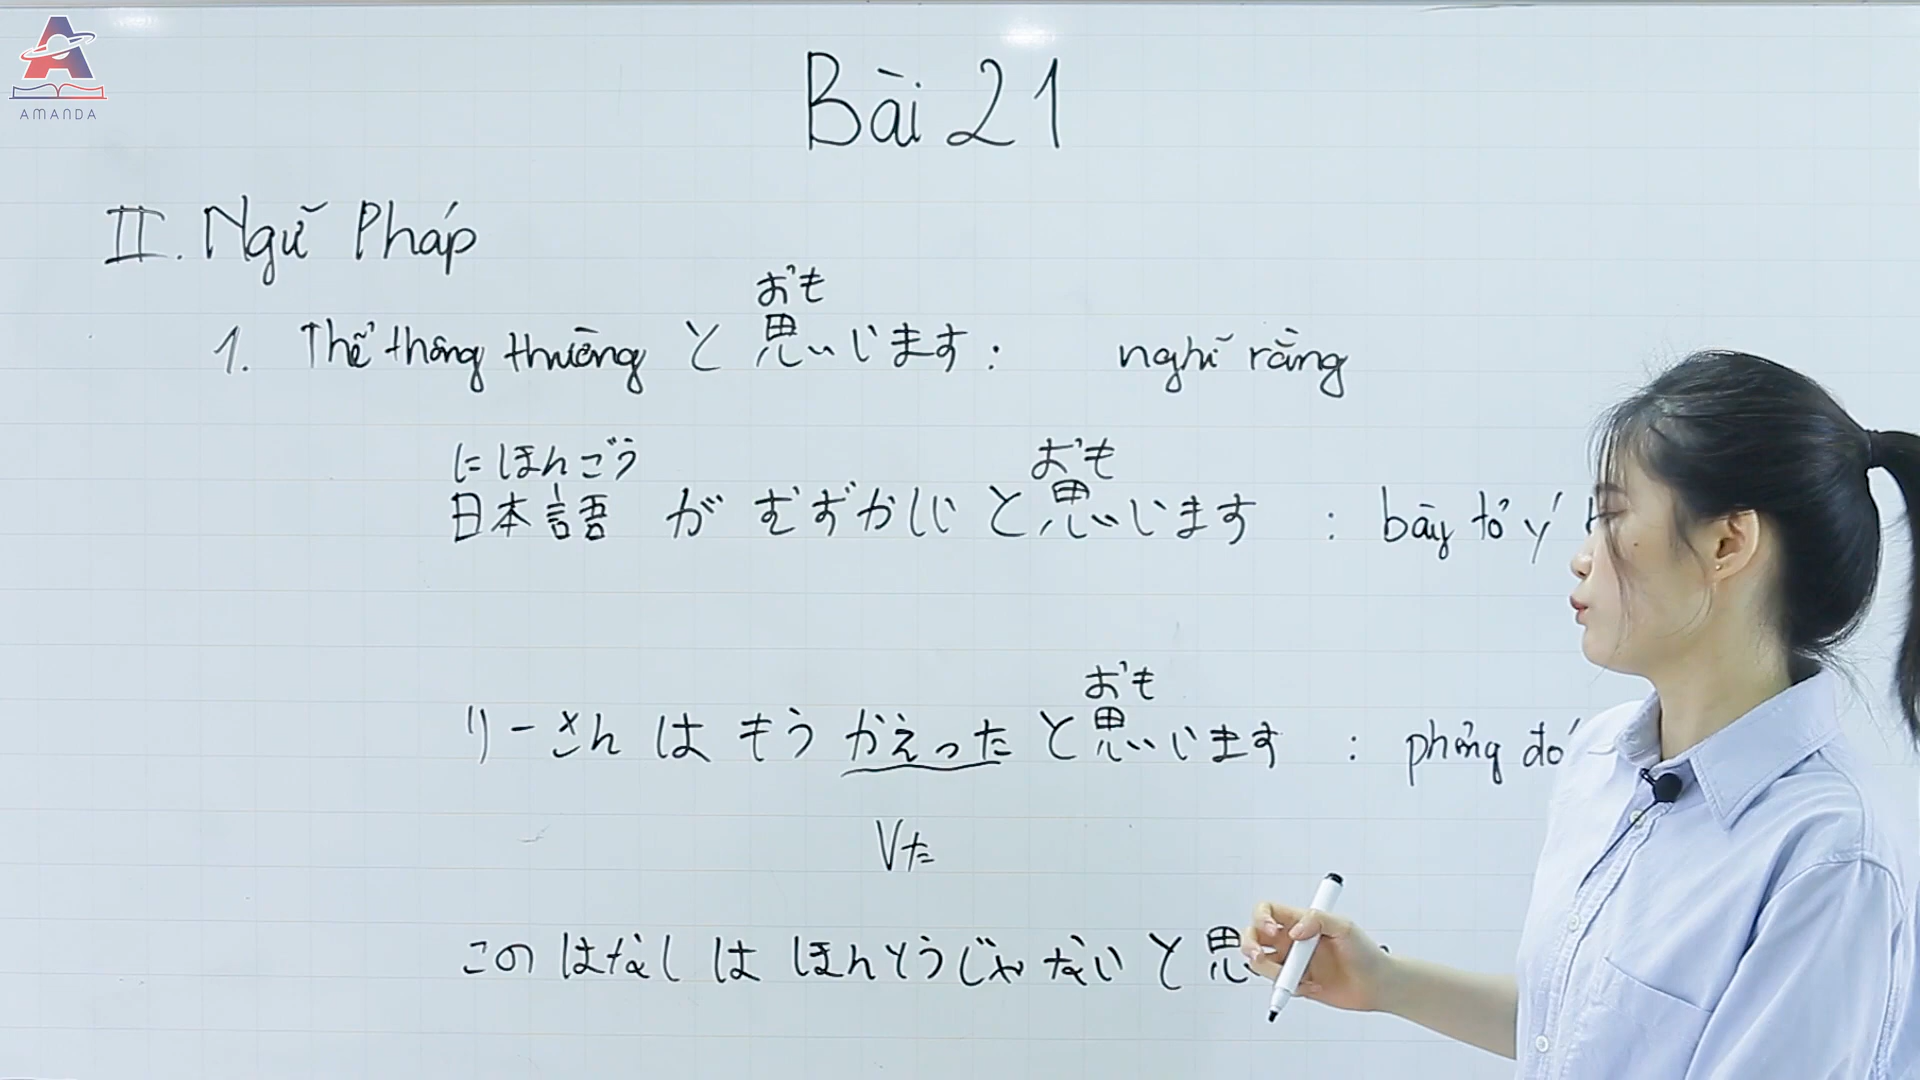 AMANDA
Bài 21
II. Ngữ Pháp
おも
1. Thể thông thường と 思います : nghĩ rằng
にほんごう おも
日本語 が むずかしい と 思います : bày tỏ ý
おも
リーさん は もう かえった と 思います : phỏng
Vた
この はなし は ほんとうじゃ ない と 思